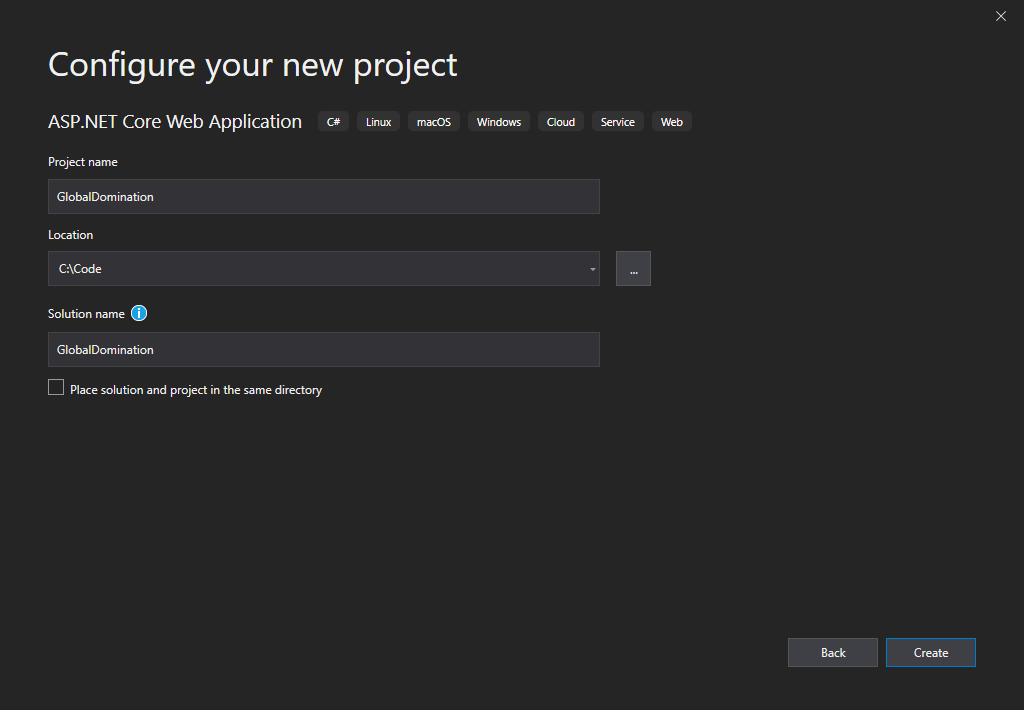 Configure your new project
ASP.NET Core Web Application C# Linux macOS Windows Cloud Service Web
Project name
GlobalDomination
Location
C:\Code
...
Solution name i
GlobalDomination
Place solution and project in the same directory
Back Create